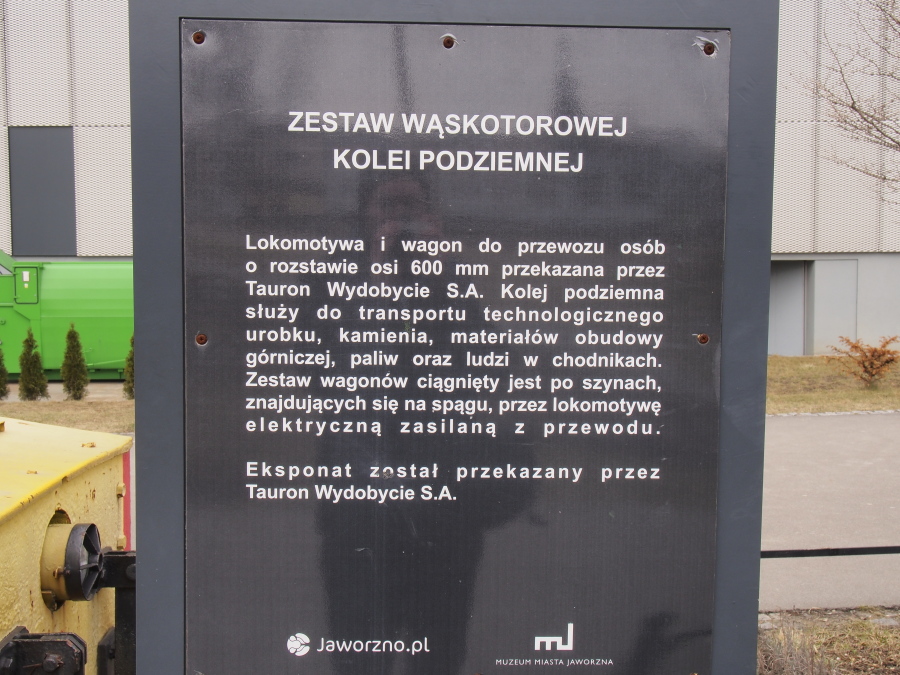 ZESTAW WĄSKOTOROWEJ
KOLEI PODZIEMNEJ
Lokomotywa i wagon do przewozu osób
o rozstawie osi 600 mm przekazana przez
Tauron Wydobycie S.A. Kolej podziemna
służy do transportu technologicznego
urobku, kamienia, materiałów obudowy
górniczej, paliw oraz ludzi w chodnikach.
Zestaw wagonów ciągnięty jest po szynach,
znajdujących się na spągu, przez lokomotywę
elektryczną zasilaną z przewodu.
Eksponat został przekazany przez
Tauron Wydobycie S.A.
Jaworzno.pl
MUZEUM MIASTA JAWORZNA